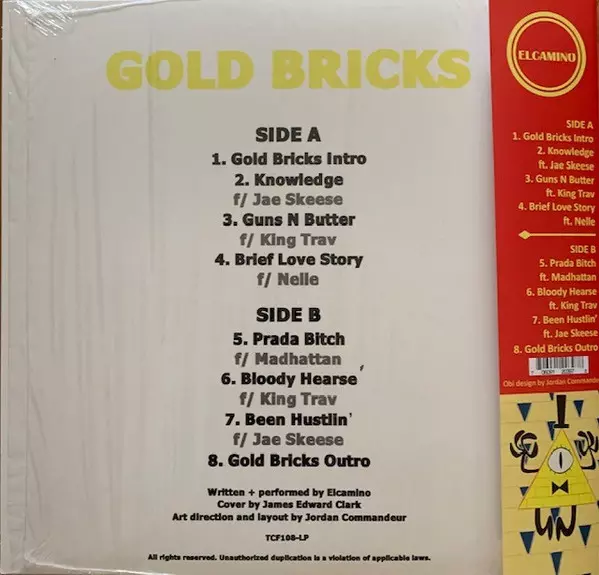 GOLD BRICKS
SIDE A
1. Gold Bricks Intro
2. Knowledge
f/ Jae Skeese
3. Guns N Butter
f/ King Trav
4. Brief Love Story
f/ Nelle
SIDE B
5. Prada Bitch
f/ Madhattan
6. Bloody Hearse
f/ King Trav
7. Been Hustlin'
f/ Jae Skeese
8. Gold Bricks Outro
Written + performed by Elcamino
Cover by James Edward Clark
Art direction and layout by Jordan Commandeur
TCF108-LP
All rights reserved. Unauthorized duplication is a violation of applicable laws.
ELCAMINO
SIDE A
1. Gold Bricks Intro
2. Knowledge
ft. Jae Skeese
3. Guns N Butter
ft. King Trav
4. Brief Love Story
ft. Nelle
SIDE B
5. Prada Bitch
ft. Madhattan
6. Bloody Hearse
ft. King Trav
7. Been Hustlin'
ft. Jae Skeese
8. Gold Bricks Outro
Obi design by Jordan Commandeur